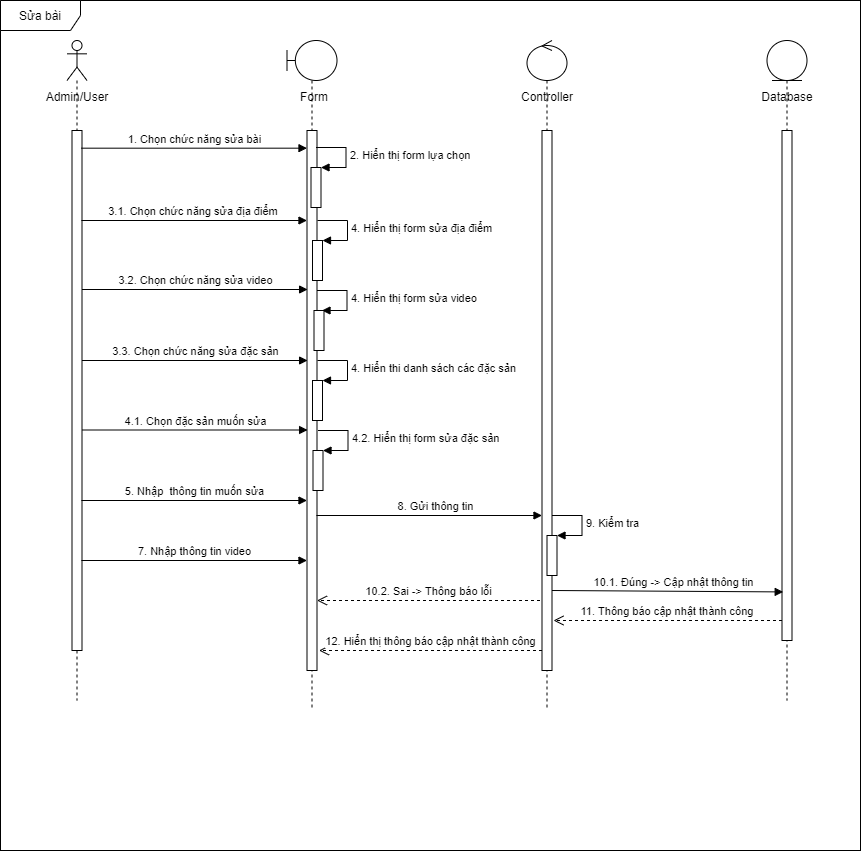 Sửa bài
Admin/User
Form
Controller
Database
1. Chọn chức năng sửa bài
2. Hiển thị form lựa chọn
3.1. Chọn chức năng sửa địa điểm
4. Hiển thị form sửa địa điểm
3.2. Chọn chức năng sửa video
4. Hiển thị form sửa video
3.3. Chọn chức năng sửa đặc sản
4. Hiển thi danh sách các đặc sản
4.1. Chọn đặc sản muốn sửa
4.2. Hiển thị form sửa đặc sản
5. Nhập thông tin muốn sửa
8. Gửi thông tin
9. Kiểm tra
7. Nhập thông tin video
10.1. Đúng -> Cập nhật thông tin
10.2. Sai -> Thông báo lỗi
11. Thông báo cập nhật thành công
12. Hiển thị thông báo cập nhật thành công